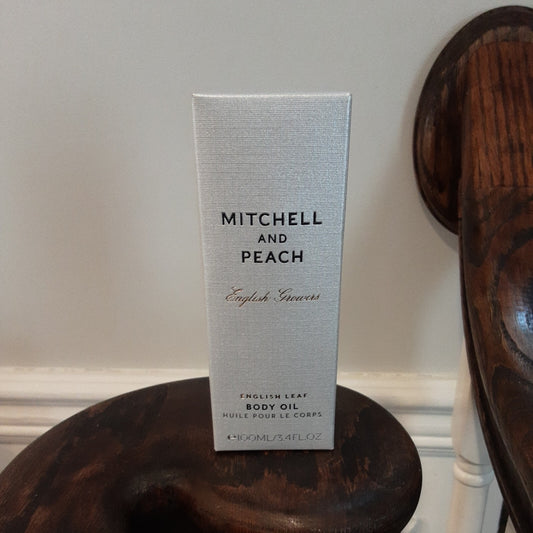 MITCHELL
AND
PEACH
English Growers
ENGLISH LEAF
BODY OIL
HUILE POUR LE CORPS
℮100ML/3.4FL.OZ